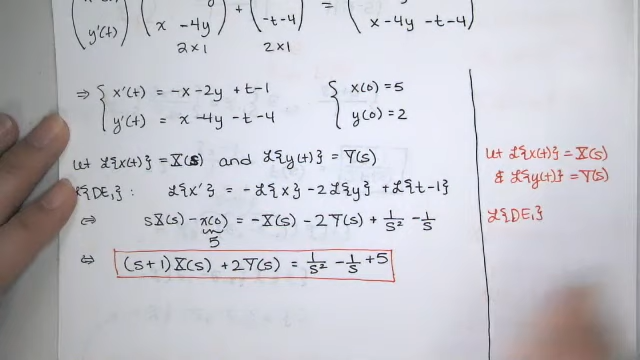 (y'(t)) (x -4y) + (-t-4) = (x-4y -t-4)
2×1 2×1
⇒ { x'(t) = -x-2y +t-1 { x(0) =5
y'(t) = x -4y -t-4 y(0) =2
Let ℒ{x(t)} = X(s) and ℒ{y(t)} = Y(s)
ℒ{DE₁} : ℒ{x'} = -ℒ{x} -2ℒ{y} +ℒ{t-1}
⇔ sX(s) - x(0) = -X(s) - 2Y(s) + 1/s² - 1/s
5
⇔ (s+1)X(s) +2Y(s) = 1/s² - 1/s +5
Let ℒ{x(t)} = X(s)
& ℒ{y(t)} = Y(s)
ℒ{DE₁}